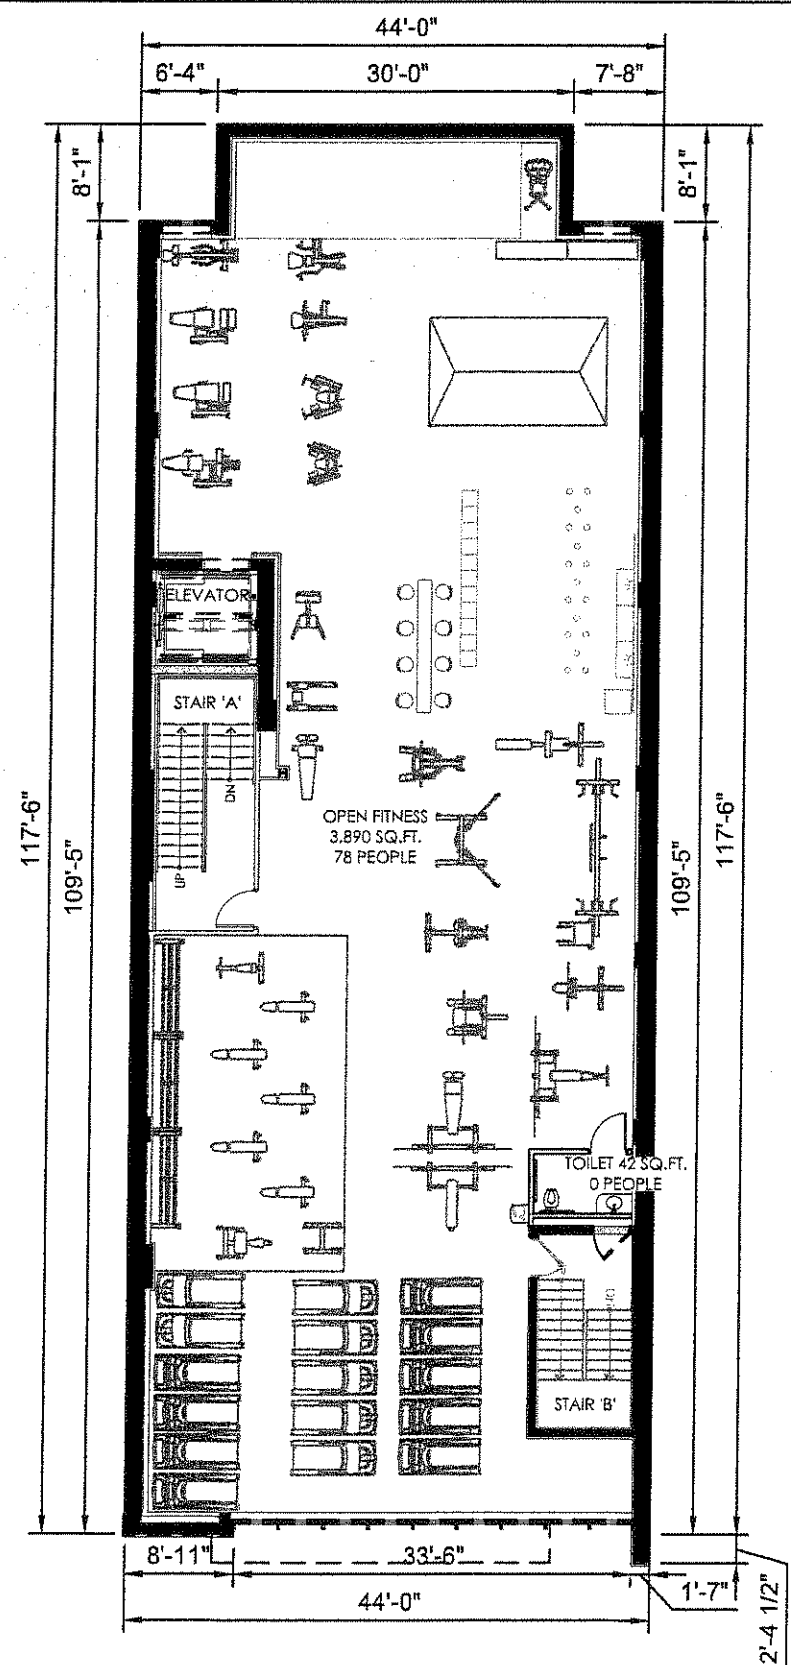 44'-0"
6'-4"
30'-0"
7'-8"
8'-1"
8'-1"
ELEVATOR
STAIR 'A'
DN
UP
OPEN FITNESS
3,890 SQ.FT.
78 PEOPLE
117'-6"
109'-5"
109'-5"
117'-6"
TOILET 42 SQ.FT.
0 PEOPLE
STAIR 'B'
8'-11"
33'-6"
1'-7"
44'-0"
2'-4 1/2"